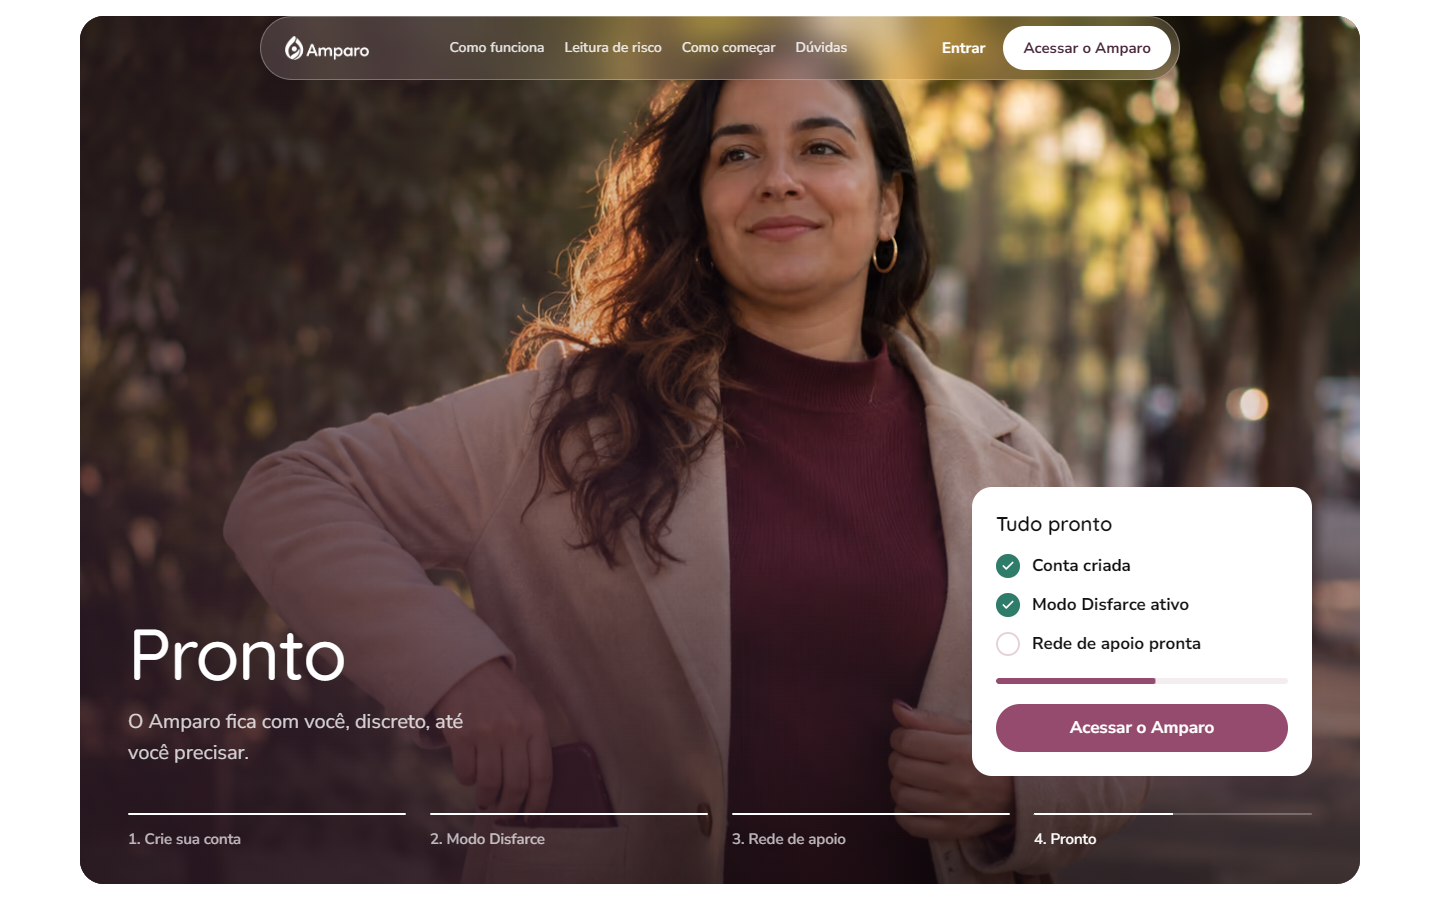 Amparo
Como funciona
Leitura de risco
Como começar
Dúvidas
Entrar
Acessar o Amparo
Tudo pronto
Conta criada
Modo Disfarce ativo
Rede de apoio pronta
Acessar o Amparo
Pronto
O Amparo fica com você, discreto, até
você precisar.
1. Crie sua conta
2. Modo Disfarce
3. Rede de apoio
4. Pronto